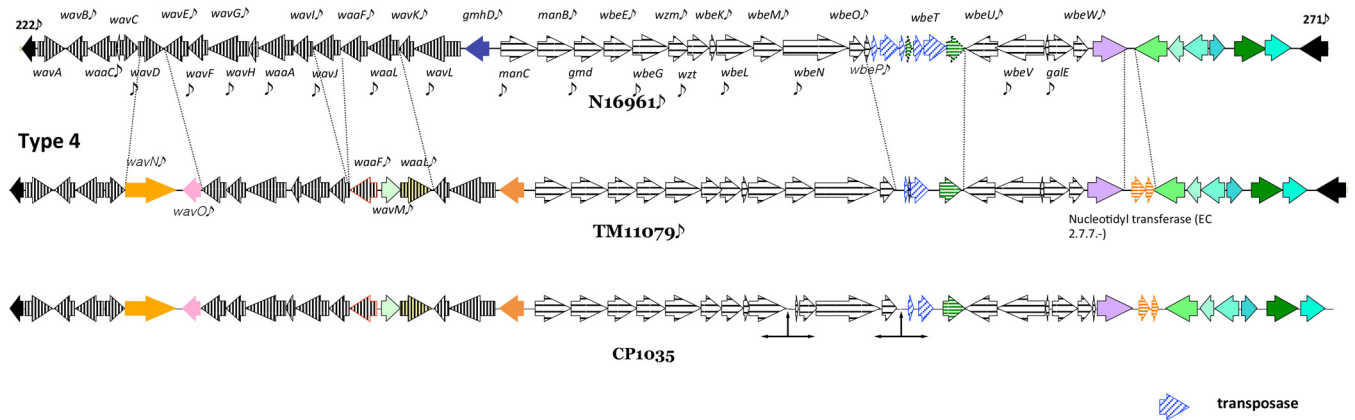 wavB♪ wavC wavE♪ wavG♪ wavI♪ waaF♪ wavK♪ gmhD♪ manB♪ wbeE♪ wzm♪ wbeK♪ wbeM♪ wbeO♪ wbeT wbeU♪ wbeW♪
222♪ 271♪
wavA waaC♪ wavD wavF wavH waaA wavJ waaL wavL manC gmd wbeG wzt wbeL wbeN wbeP♪ wbeV galE
♪ ♪ ♪ ♪ ♪ ♪ ♪ ♪ ♪ ♪ ♪ ♪ ♪ ♪ ♪ ♪
N16961♪
Type 4
wavN♪ waaF♪ waaL♪
wavO♪ wavM♪
Nucleotidyl transferase (EC
2.7.7.-)
TM11079♪
CP1035
transposase